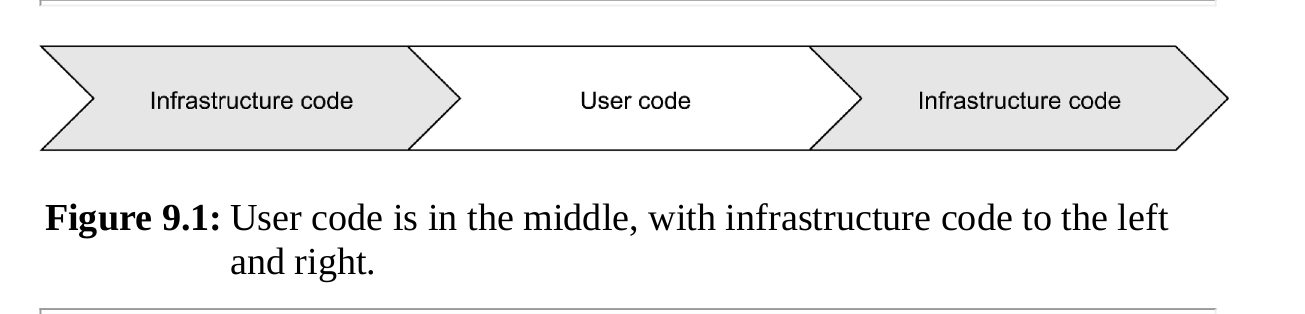 Infrastructure code
User code
Infrastructure code
Figure 9.1: User code is in the middle, with infrastructure code to the left
and right.